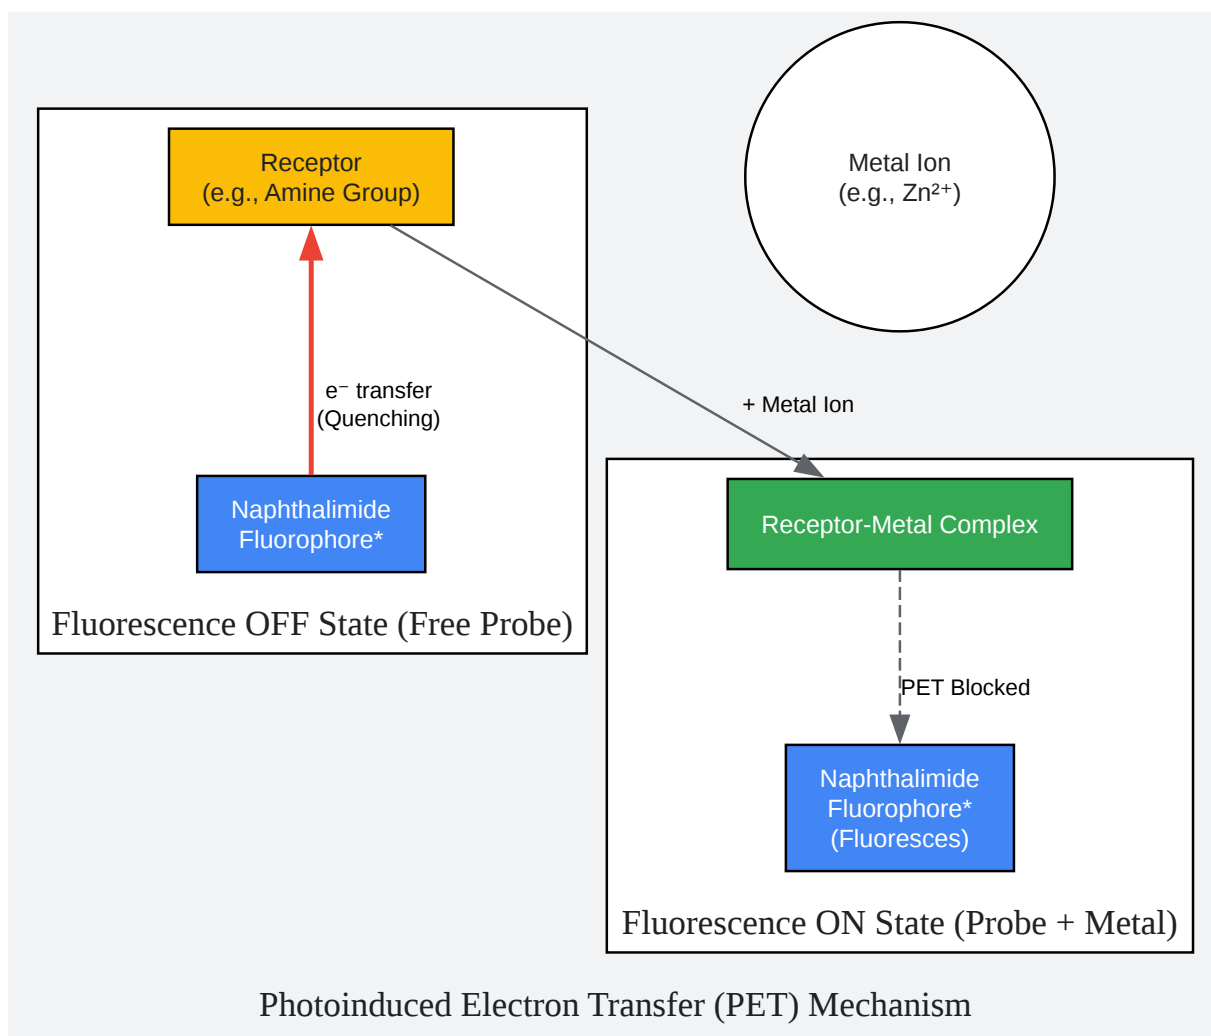 Receptor
(e.g., Amine Group)
Metal Ion
(e.g., Zn²⁺)
e⁻ transfer
(Quenching)
+ Metal Ion
Naphthalimide
Fluorophore*
Fluorescence OFF State (Free Probe)
Receptor-Metal Complex
PET Blocked
Naphthalimide
Fluorophore*
(Fluoresces)
Fluorescence ON State (Probe + Metal)
Photoinduced Electron Transfer (PET) Mechanism